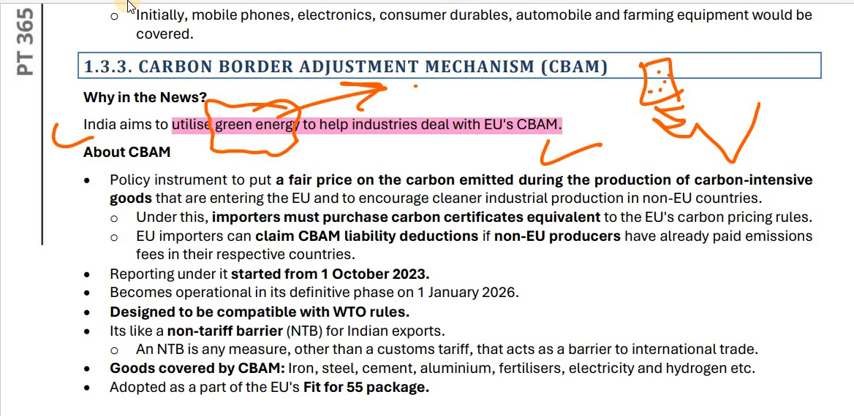 PT 365
o Initially, mobile phones, electronics, consumer durables, automobile and farming equipment would be
covered.
1.3.3. CARBON BORDER ADJUSTMENT MECHANISM (CBAM)
Why in the News?
India aims to utilise green energy to help industries deal with EU's CBAM.
About CBAM
• Policy instrument to put a fair price on the carbon emitted during the production of carbon-intensive
goods that are entering the EU and to encourage cleaner industrial production in non-EU countries.
o Under this, importers must purchase carbon certificates equivalent to the EU's carbon pricing rules.
o EU importers can claim CBAM liability deductions if non-EU producers have already paid emissions
fees in their respective countries.
• Reporting under it started from 1 October 2023.
• Becomes operational in its definitive phase on 1 January 2026.
• Designed to be compatible with WTO rules.
• Its like a non-tariff barrier (NTB) for Indian exports.
o An NTB is any measure, other than a customs tariff, that acts as a barrier to international trade.
• Goods covered by CBAM: Iron, steel, cement, aluminium, fertilisers, electricity and hydrogen etc.
• Adopted as a part of the EU's Fit for 55 package.